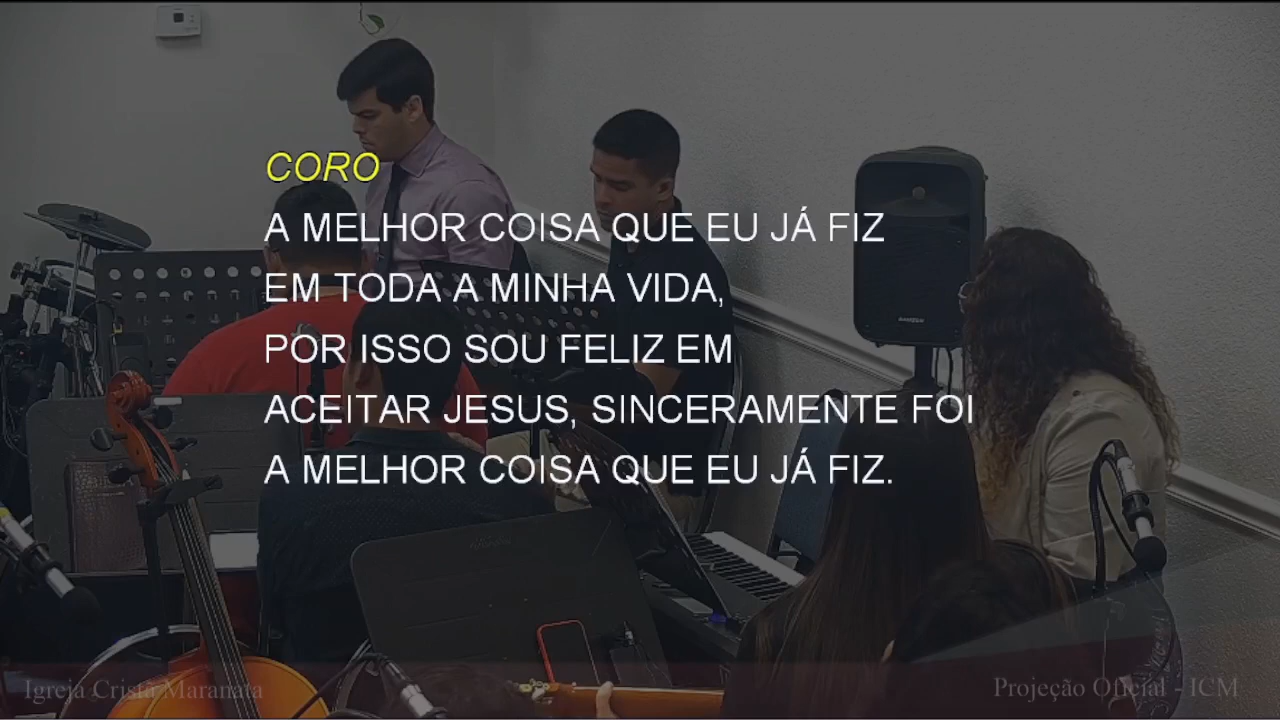 CORO
A MELHOR COISA QUE EU JÁ FIZ
EM TODA A MINHA VIDA,
POR ISSO SOU FELIZ EM
ACEITAR JESUS, SINCERAMENTE FOI
A MELHOR COISA QUE EU JÁ FIZ.
Igreja Cristã Maranata
Projeção Oficial - ICM